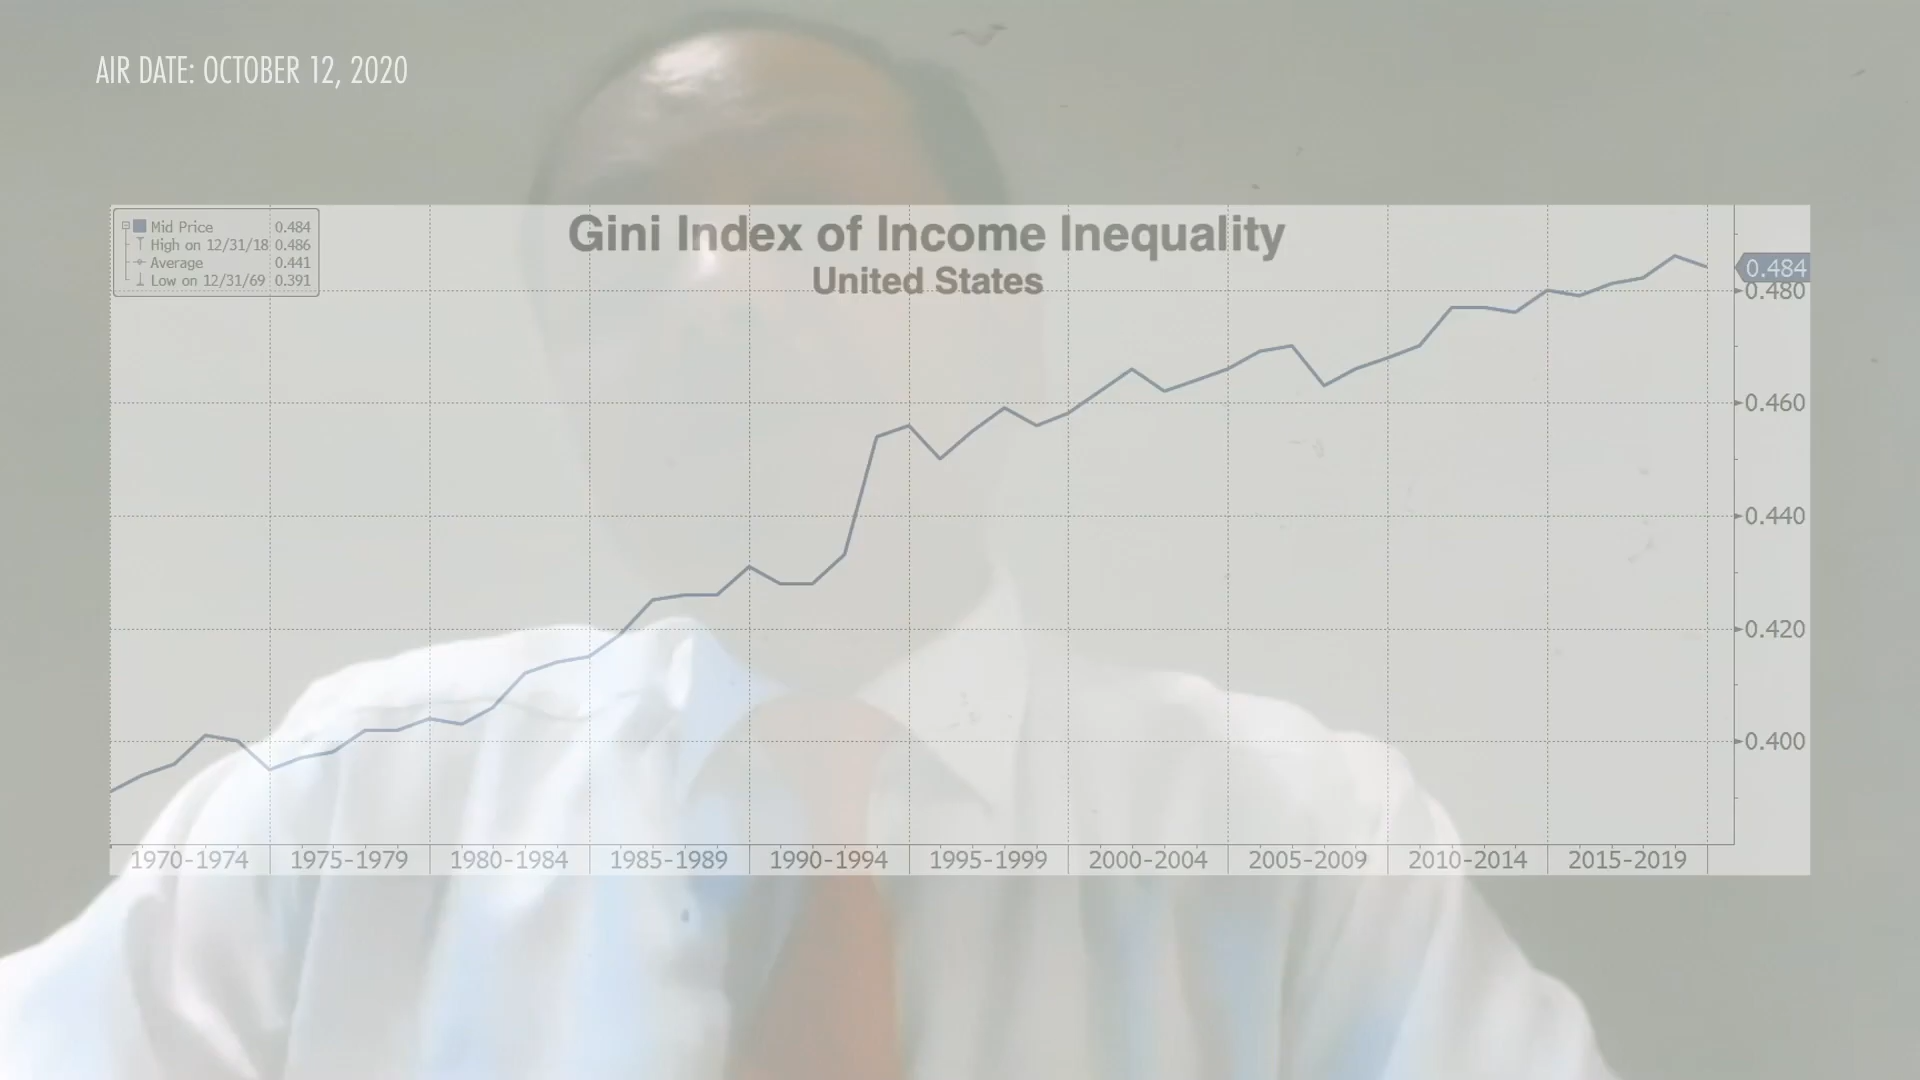 AIR DATE: OCTOBER 12, 2020
Gini Index of Income Inequality
United States
Mid Price 0.484
High on 12/31/18 0.486
Average 0.441
Low on 12/31/69 0.391
0.484
0.480
0.460
0.440
0.420
0.400
1970-1974 1975-1979 1980-1984 1985-1989 1990-1994 1995-1999 2000-2004 2005-2009 2010-2014 2015-2019